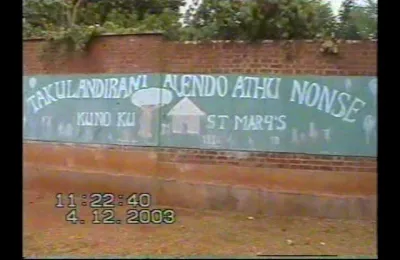 TAKULANDIRANI ALENDO ATHU NONSE
KUNO KU ST MARY'S
11:22:40
4.12.2003